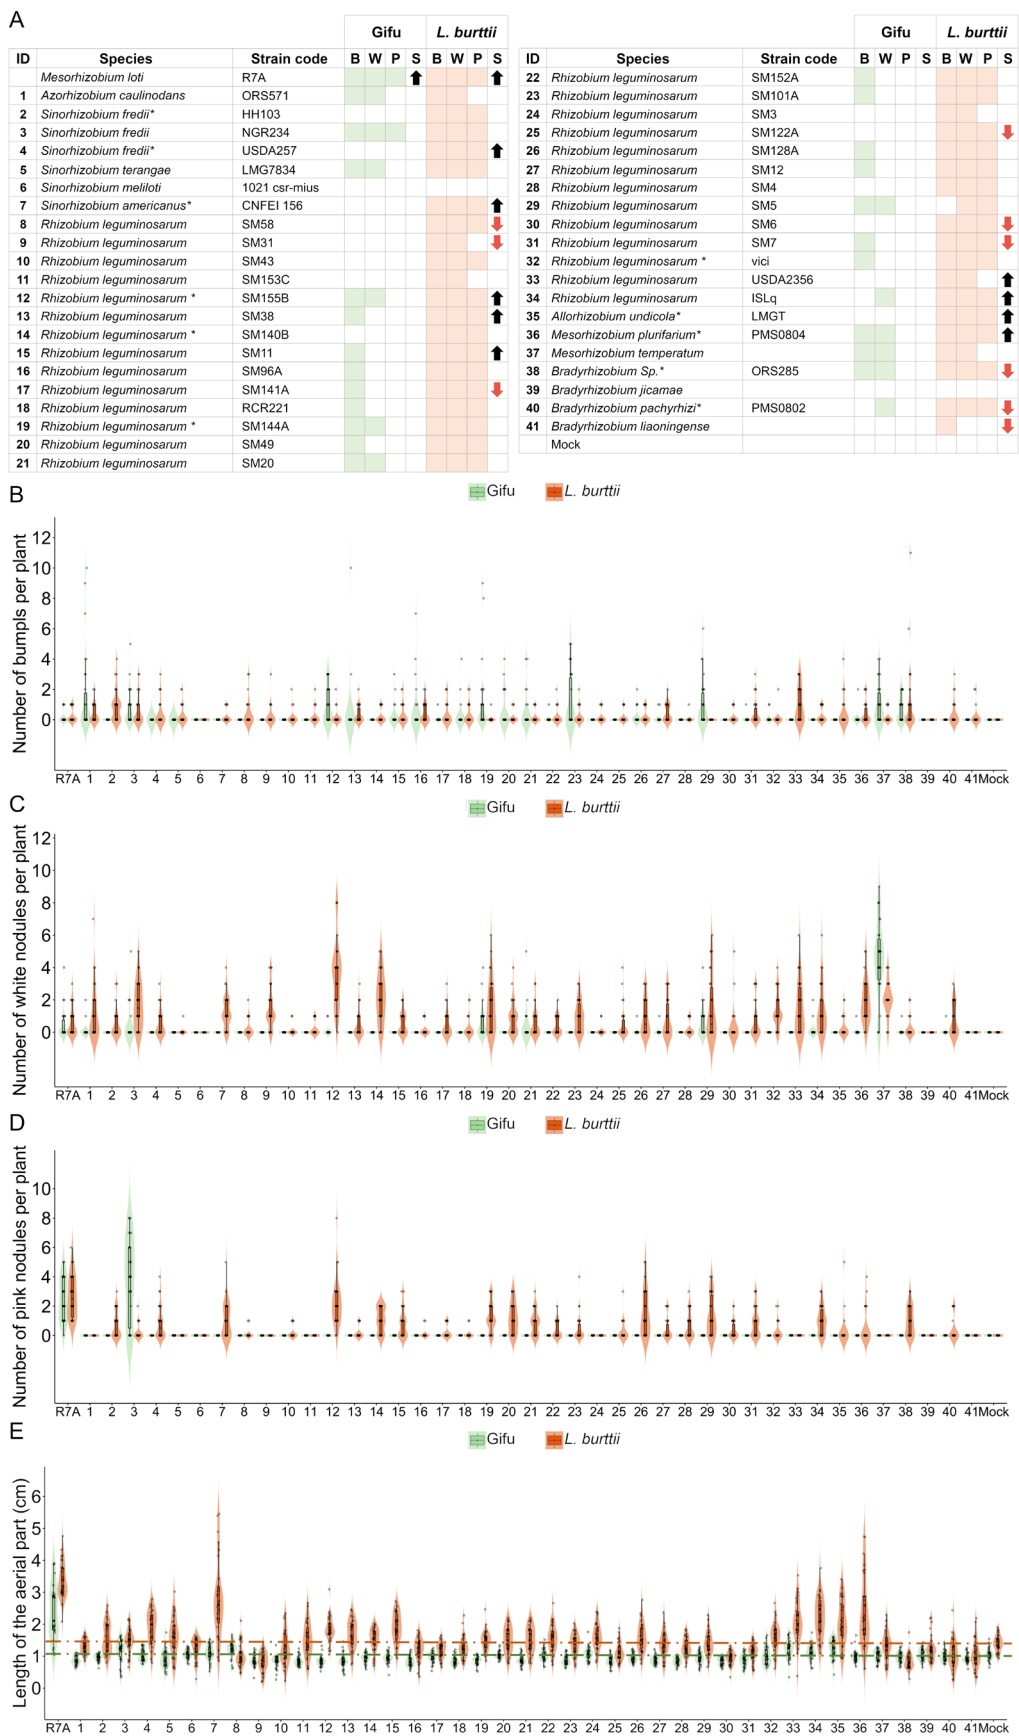 A
Gifu L. burttii
ID Species Strain code B W P S B W P S
Mesorhizobium loti R7A
1 Azorhizobium caulinodans ORS571
2 Sinorhizobium fredii* HH103
3 Sinorhizobium fredii NGR234
4 Sinorhizobium fredii* USDA257
5 Sinorhizobium terangae LMG7834
6 Sinorhizobium meliloti 1021 csr-mius
7 Sinorhizobium americanus* CNFEI 156
8 Rhizobium leguminosarum SM58
9 Rhizobium leguminosarum SM31
10 Rhizobium leguminosarum SM43
11 Rhizobium leguminosarum SM153C
12 Rhizobium leguminosarum * SM155B
13 Rhizobium leguminosarum SM38
14 Rhizobium leguminosarum * SM140B
15 Rhizobium leguminosarum SM11
16 Rhizobium leguminosarum SM96A
17 Rhizobium leguminosarum SM141A
18 Rhizobium leguminosarum RCR221
19 Rhizobium leguminosarum * SM144A
20 Rhizobium leguminosarum SM49
21 Rhizobium leguminosarum SM20
Gifu L. burttii
ID Species Strain code B W P S B W P S
22 Rhizobium leguminosarum SM152A
23 Rhizobium leguminosarum SM101A
24 Rhizobium leguminosarum SM3
25 Rhizobium leguminosarum SM122A
26 Rhizobium leguminosarum SM128A
27 Rhizobium leguminosarum SM12
28 Rhizobium leguminosarum SM4
29 Rhizobium leguminosarum SM5
30 Rhizobium leguminosarum SM6
31 Rhizobium leguminosarum SM7
32 Rhizobium leguminosarum * vici
33 Rhizobium leguminosarum USDA2356
34 Rhizobium leguminosarum ISLq
35 Allorhizobium undicola* LMGT
36 Mesorhizobium plurifarium* PMS0804
37 Mesorhizobium temperatum
38 Bradyrhizobium Sp.* ORS285
39 Bradyrhizobium jicamae
40 Bradyrhizobium pachyrhizi* PMS0802
41 Bradyrhizobium liaoningense
Mock
B
Gifu L. burttii
Number of bumpls per plant
12
10
8
6
4
2
0
R7A 1 2 3 4 5 6 7 8 9 10 11 12 13 14 15 16 17 18 19 20 21 22 23 24 25 26 27 28 29 30 31 32 33 34 35 36 37 38 39 40 41 Mock
C
Gifu L. burttii
Number of white nodules per plant
12
10
8
6
4
2
0
R7A 1 2 3 4 5 6 7 8 9 10 11 12 13 14 15 16 17 18 19 20 21 22 23 24 25 26 27 28 29 30 31 32 33 34 35 36 37 38 39 40 41 Mock
D
Gifu L. burttii
Number of pink nodules per plant
10
8
6
4
2
0
R7A 1 2 3 4 5 6 7 8 9 10 11 12 13 14 15 16 17 18 19 20 21 22 23 24 25 26 27 28 29 30 31 32 33 34 35 36 37 38 39 40 41 Mock
E
Gifu L. burttii
Length of the aerial part (cm)
6
5
4
3
2
1
0
R7A 1 2 3 4 5 6 7 8 9 10 11 12 13 14 15 16 17 18 19 20 21 22 23 24 25 26 27 28 29 30 31 32 33 34 35 36 37 38 39 40 41 Mock